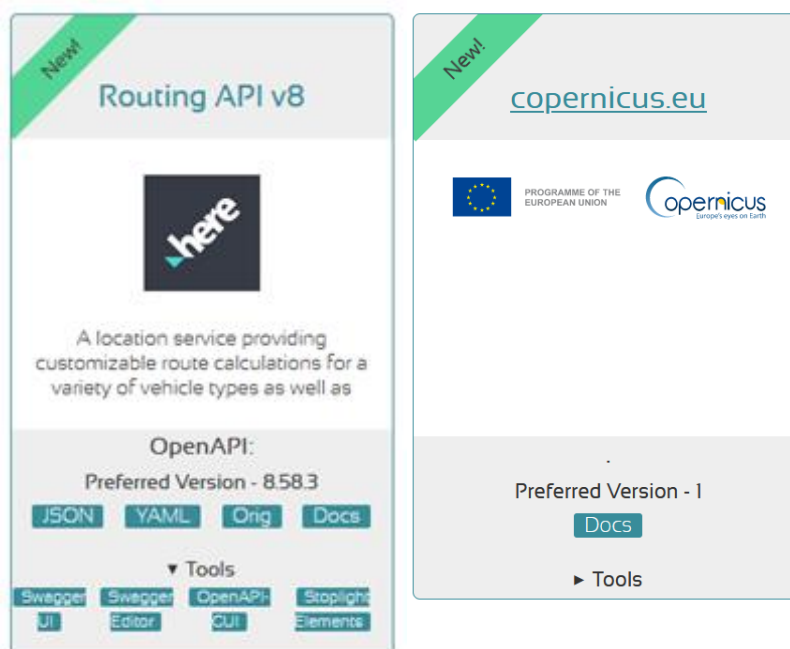 New!
Routing API v8
here
A location service providing
customizable route calculations for a
variety of vehicle types as well as
OpenAPI:
Preferred Version - 8.58.3
JSON YAML Orig Docs
▾ Tools
Swagger UI
Swagger Editor
OpenAPI-GUI
Stoplight Elements
New!
copernicus.eu
PROGRAMME OF THE
EUROPEAN UNION
opernicus
Europe's eyes on Earth
.
Preferred Version - 1
Docs
▸ Tools